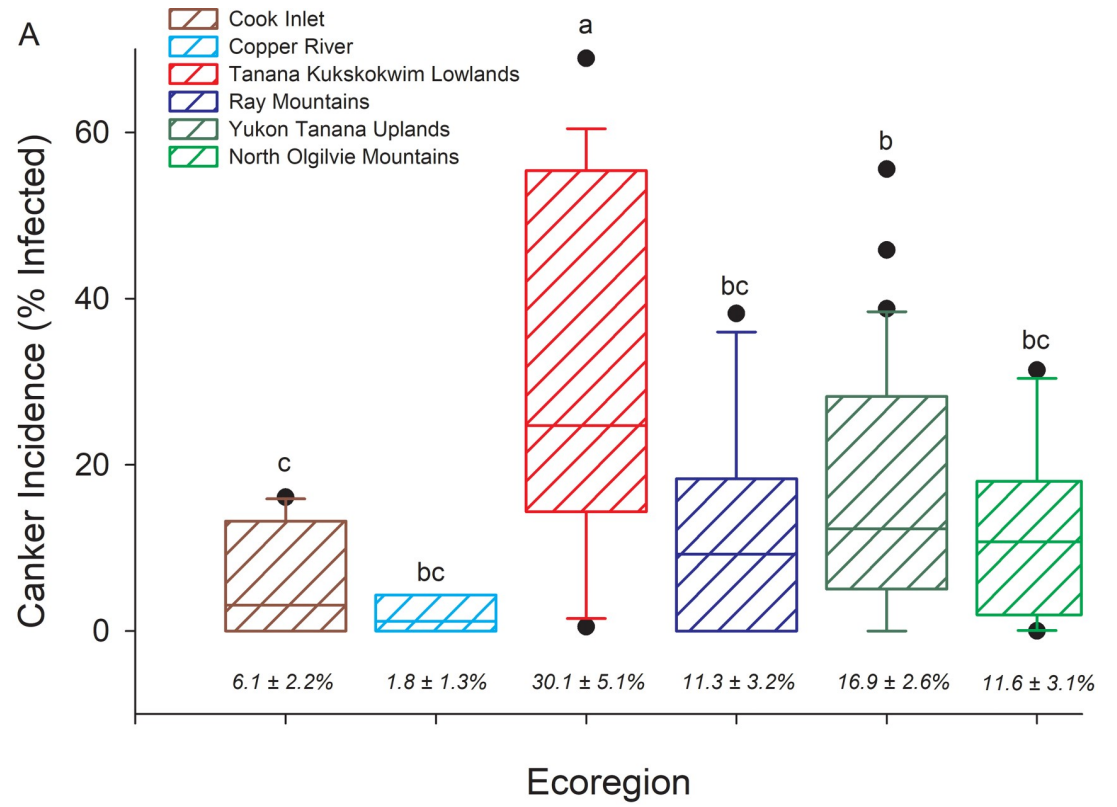 A
Cook Inlet
Copper River
Tanana Kukskokwim Lowlands
Ray Mountains
Yukon Tanana Uplands
North Olgilvie Mountains
Canker Incidence (% Infected)
60
40
20
0
a
b
bc
bc
c
bc
6.1 ± 2.2% 1.8 ± 1.3% 30.1 ± 5.1% 11.3 ± 3.2% 16.9 ± 2.6% 11.6 ± 3.1%
Ecoregion